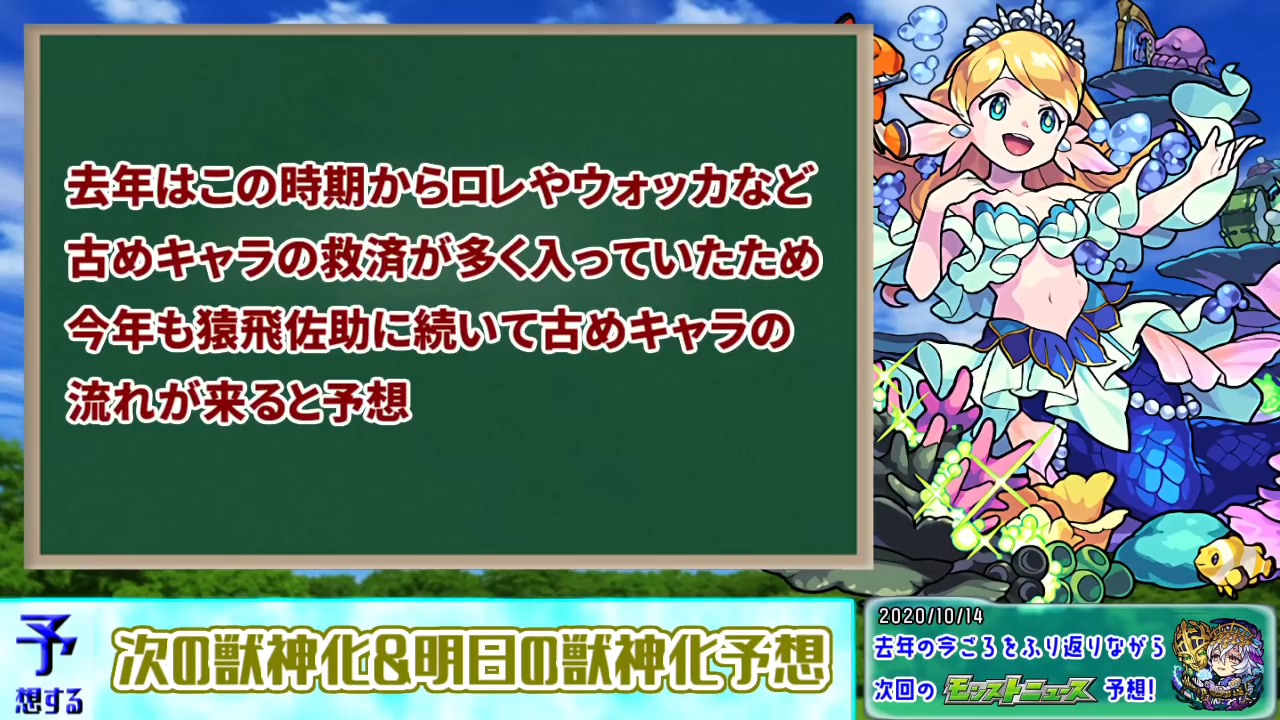 去年はこの時期からロレやウォッカなど
古めキャラの救済が多く入っていたため
今年も猿飛佐助に続いて古めキャラの
流れが来ると予想
予
想する
次の獣神化&明日の獣神化予想
2020/10/14
去年の今ごろをふり返りながら
次回の モンストニュース 予想!